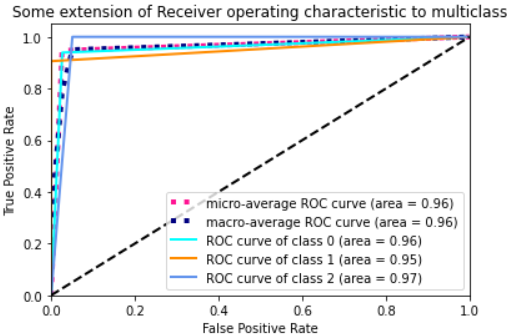 Some extension of Receiver operating characteristic to multiclass
True Positive Rate
1.0
0.8
0.6
0.4
0.2
0.0
micro-average ROC curve (area = 0.96)
macro-average ROC curve (area = 0.96)
ROC curve of class 0 (area = 0.96)
ROC curve of class 1 (area = 0.95)
ROC curve of class 2 (area = 0.97)
0.0 0.2 0.4 0.6 0.8 1.0
False Positive Rate